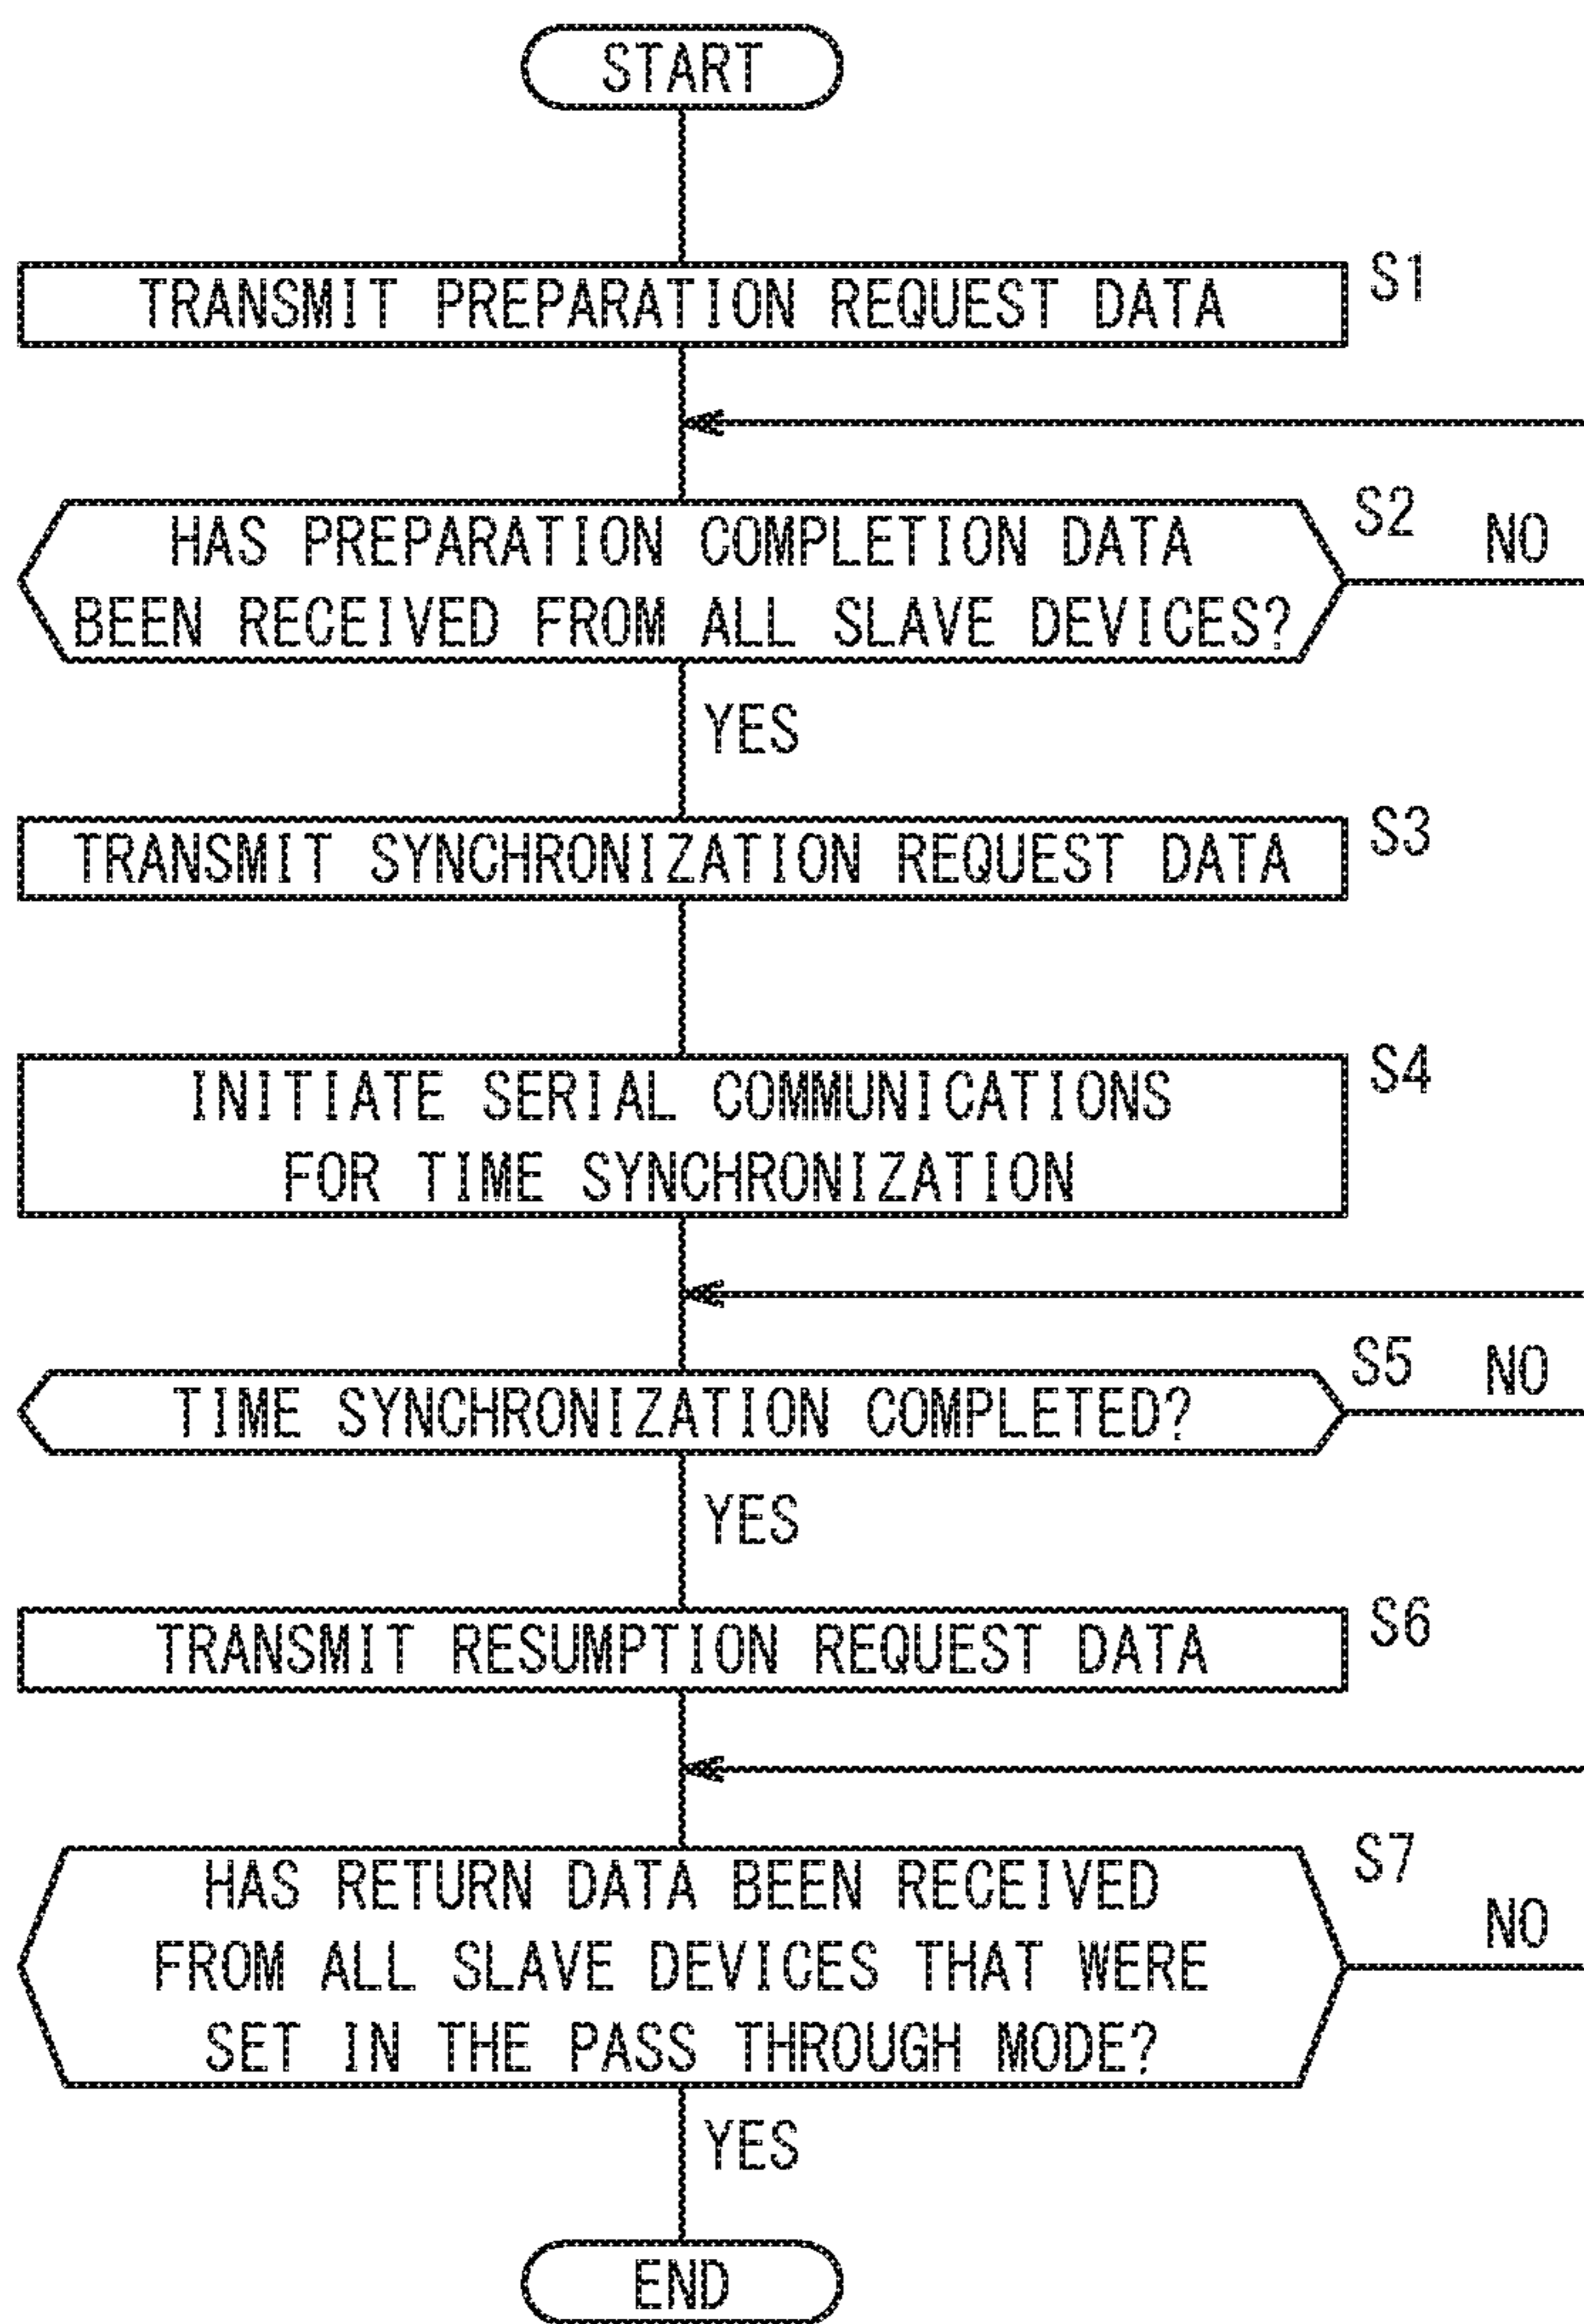 START
TRANSMIT PREPARATION REQUEST DATA
S1
HAS PREPARATION COMPLETION DATA
BEEN RECEIVED FROM ALL SLAVE DEVICES?
S2
NO
YES
TRANSMIT SYNCHRONIZATION REQUEST DATA
S3
INITIATE SERIAL COMMUNICATIONS
FOR TIME SYNCHRONIZATION
S4
TIME SYNCHRONIZATION COMPLETED?
S5
NO
YES
TRANSMIT RESUMPTION REQUEST DATA
S6
HAS RETURN DATA BEEN RECEIVED
FROM ALL SLAVE DEVICES THAT WERE
SET IN THE PASS THROUGH MODE?
S7
NO
YES
END